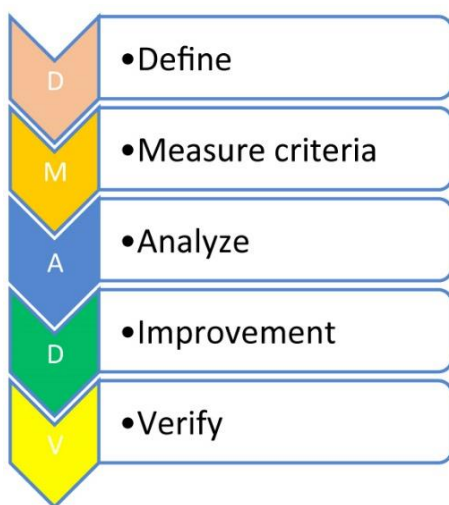 D
•Define
M
•Measure criteria
A
•Analyze
D
•Improvement
V
•Verify